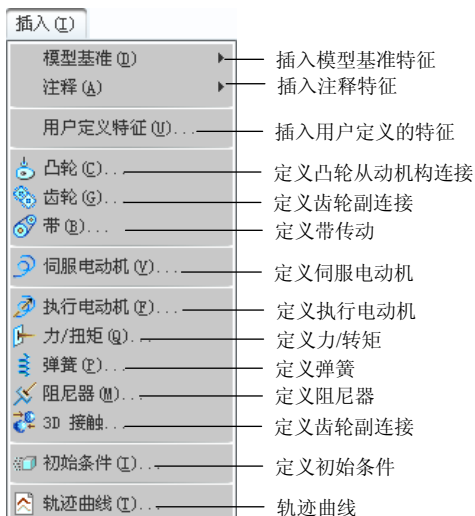 插入(I)
模型基准(D) 插入模型基准特征
注释(A) 插入注释特征
用户定义特征(U)... 插入用户定义的特征
凸轮(C)... 定义凸轮从动机构连接
齿轮(G)... 定义齿轮副连接
带(B)... 定义带传动
伺服电动机(V)... 定义伺服电动机
执行电动机(F)... 定义执行电动机
力/扭矩(Q)... 定义力/转矩
弹簧(P)... 定义弹簧
阻尼器(M)... 定义阻尼器
3D 接触... 定义齿轮副连接
初始条件(I)... 定义初始条件
轨迹曲线(T)... 轨迹曲线